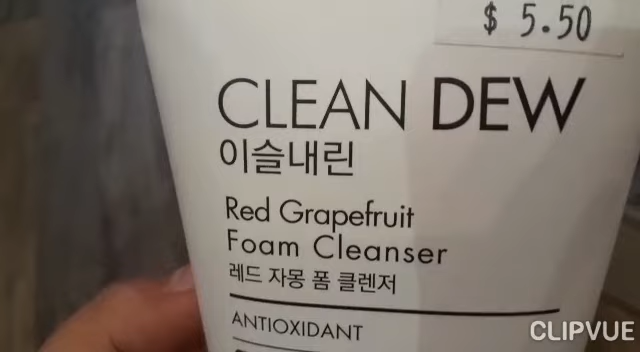 $ 5.50
CLEAN DEW
이슬내린
Red Grapefruit
Foam Cleanser
레드 자몽 폼 클렌저
ANTIOXIDANT
CLIPVUE